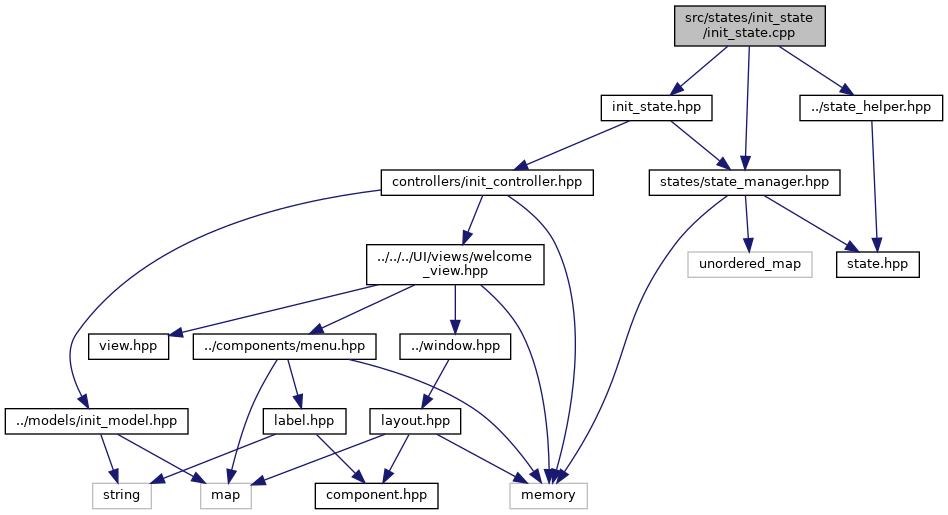 src/states/init_state
/init_state.cpp
init_state.hpp
../state_helper.hpp
controllers/init_controller.hpp
states/state_manager.hpp
../../../UI/views/welcome
_view.hpp
unordered_map
state.hpp
view.hpp
../components/menu.hpp
../window.hpp
../models/init_model.hpp
label.hpp
layout.hpp
string
map
component.hpp
memory